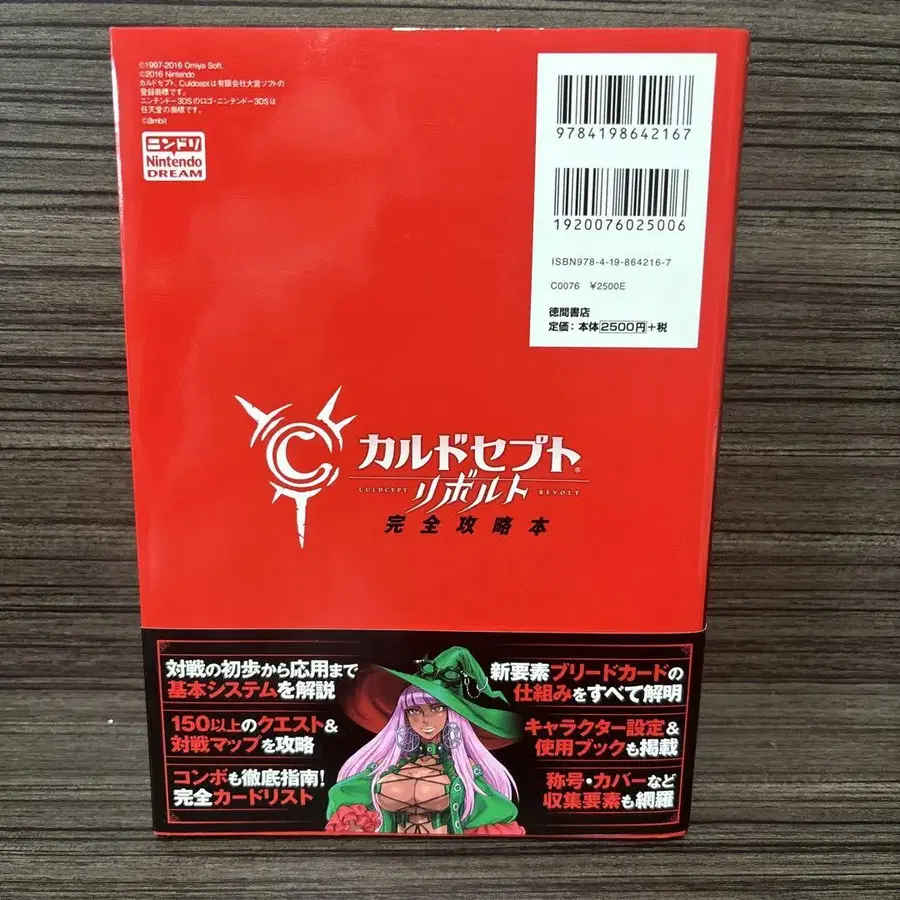 ©1997-2016 Omiya Soft.
©2016 Nintendo
カルドセプト、Culdceptは有限会社大宮ソフトの
登録商標です。
ニンテンドー3DSのロゴ・ニンテンドー3DSは
任天堂の商標です。
©ambit
ニンドリ
Nintendo
DREAM
9784198642167
1920076025006
ISBN978-4-19-864216-7
C0076 ¥2500E
徳間書店
定価：本体2500円＋税
C
カルドセプト®
CULDCEPT リボルト REVOLT
完全攻略本
対戦の初歩から応用まで
基本システムを解説
150以上のクエスト&
対戦マップを攻略
コンボも徹底指南!
完全カードリスト
新要素ブリードカードの
仕組みをすべて解明
キャラクター設定&
使用ブックも掲載
称号・カバーなど
収集要素も網羅